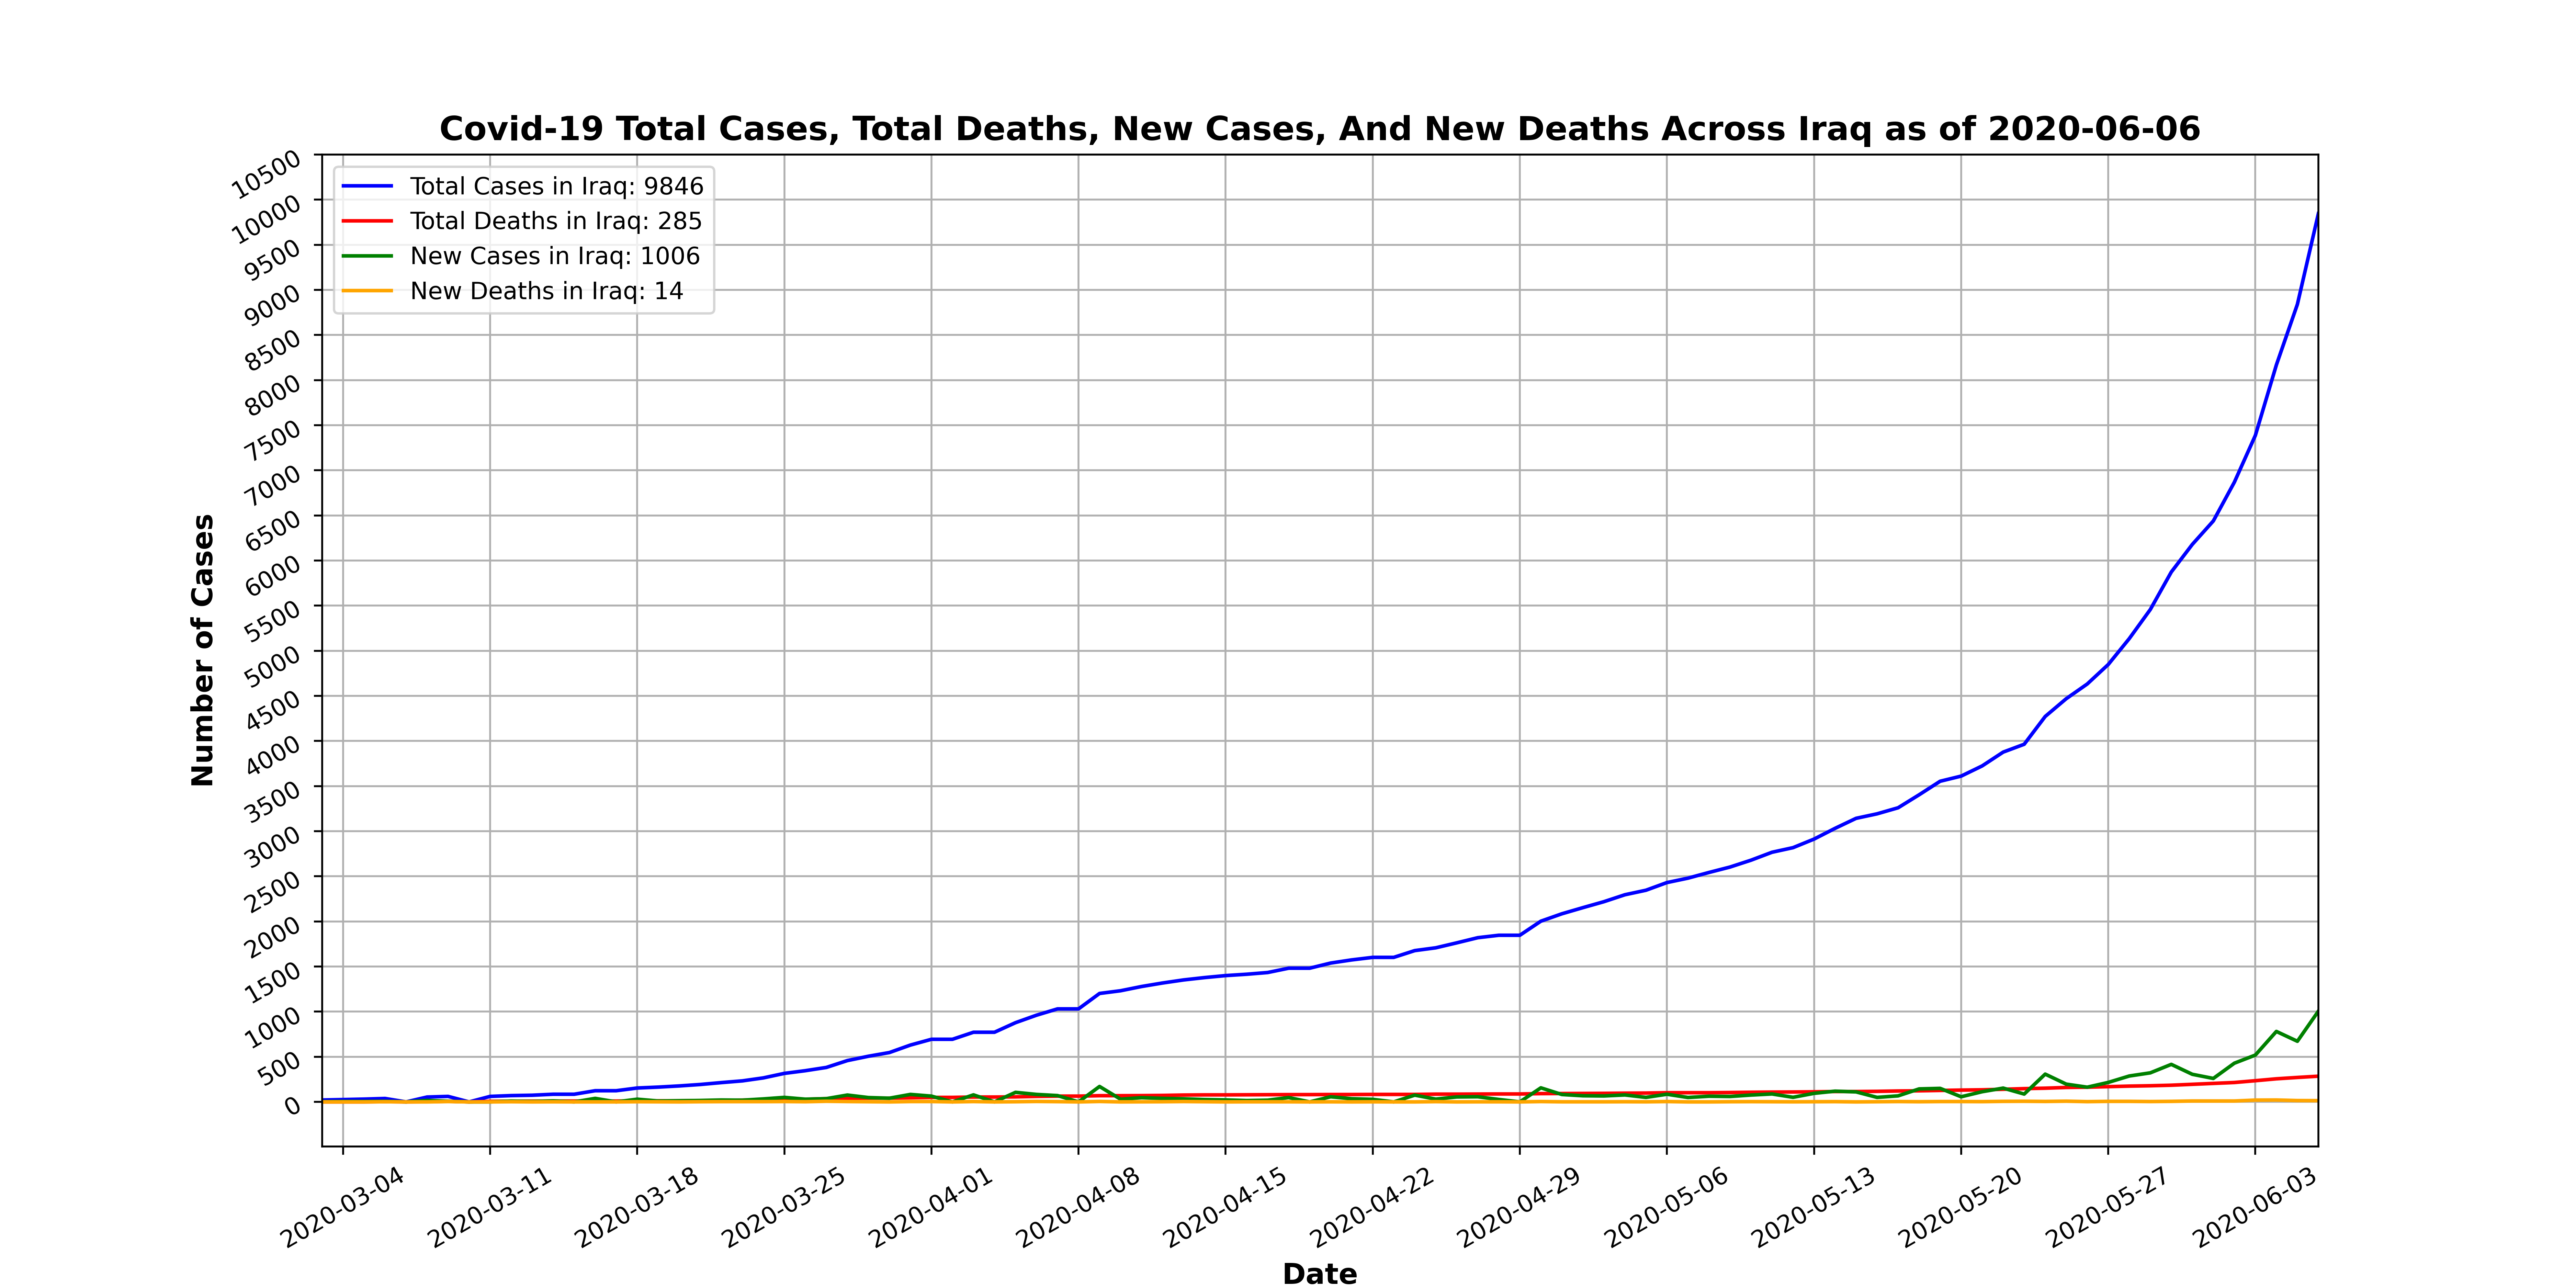 Covid-19 Total Cases, Total Deaths, New Cases, And New Deaths Across Iraq as of 2020-06-06
Total Cases in Iraq: 9846
Total Deaths in Iraq: 285
New Cases in Iraq: 1006
New Deaths in Iraq: 14
Number of Cases
10500
10000
9500
9000
8500
8000
7500
7000
6500
6000
5500
5000
4500
4000
3500
3000
2500
2000
1500
1000
500
0
2020-03-04 2020-03-11 2020-03-18 2020-03-25 2020-04-01 2020-04-08 2020-04-15 2020-04-22 2020-04-29 2020-05-06 2020-05-13 2020-05-20 2020-05-27 2020-06-03
Date